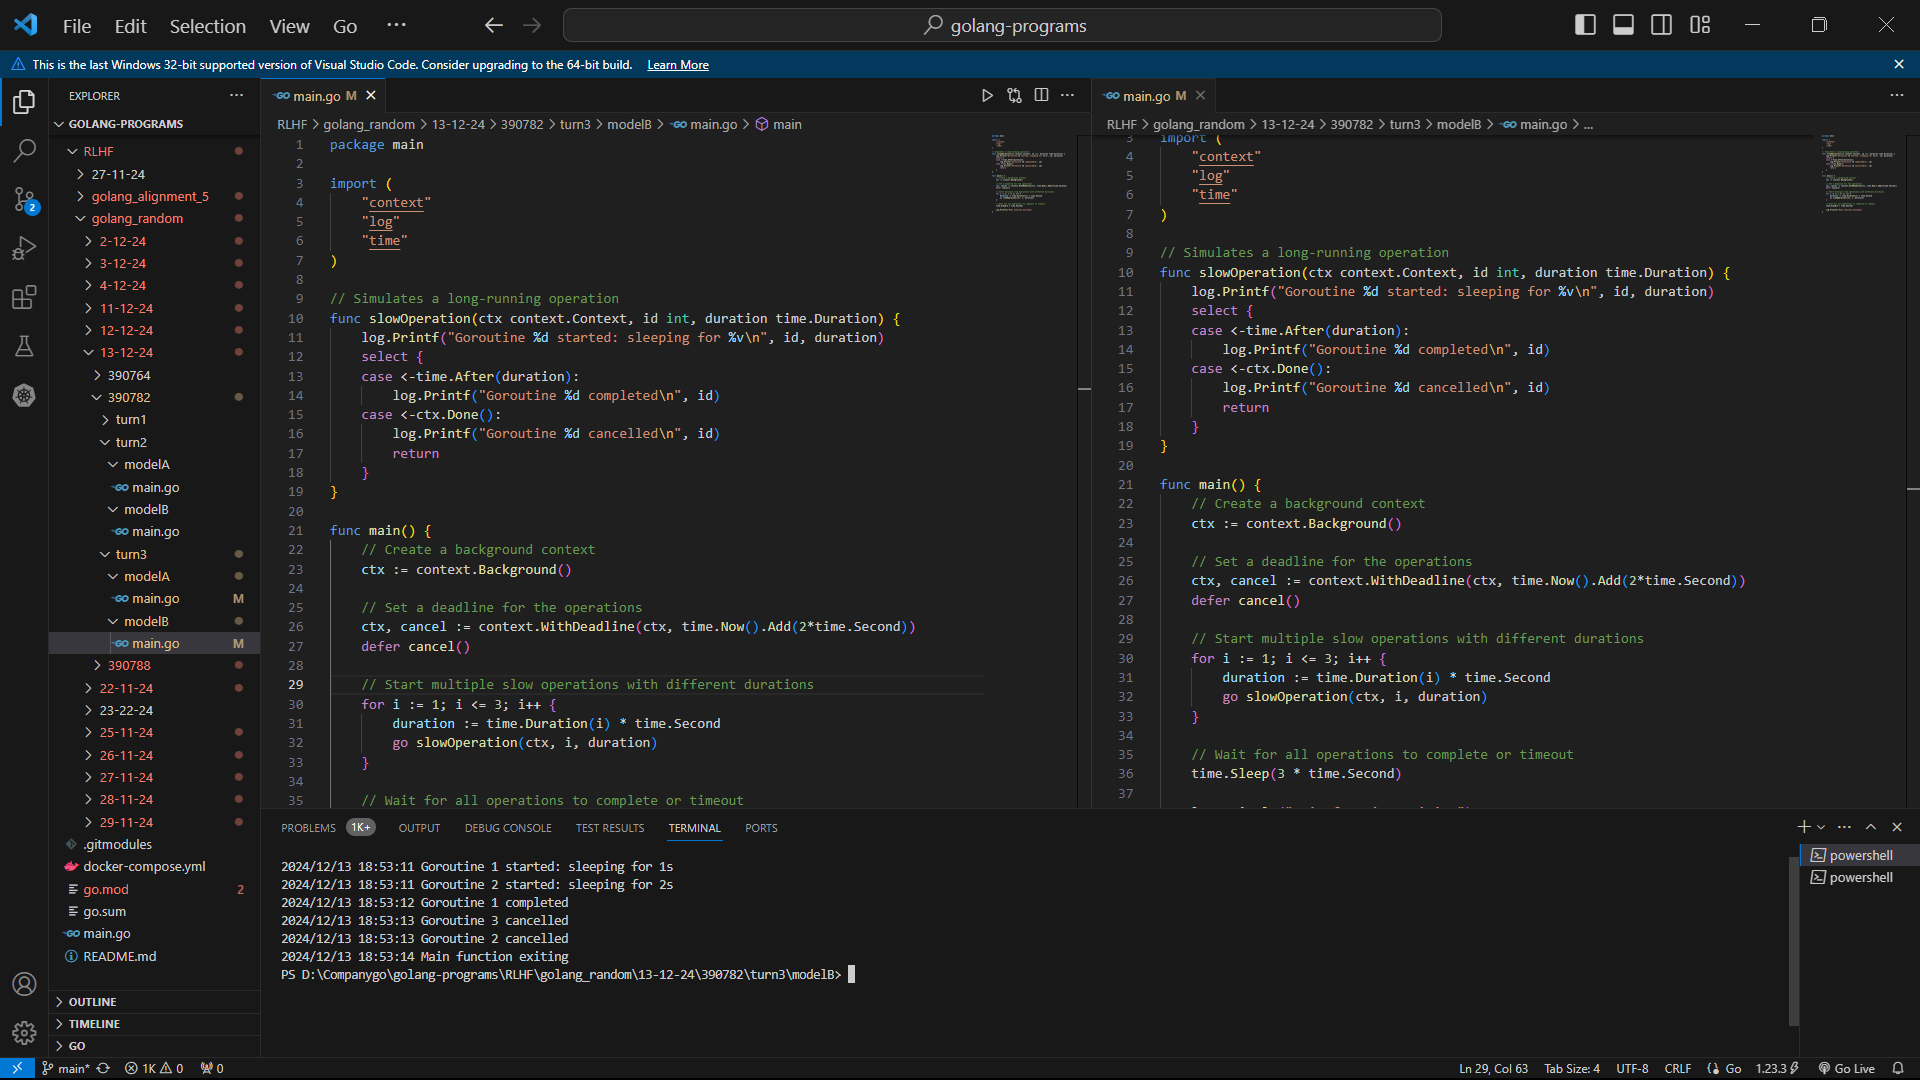 File Edit Selection View Go ···
golang-programs
This is the last Windows 32-bit supported version of Visual Studio Code. Consider upgrading to the 64-bit build. Learn More
EXPLORER
GOLANG-PROGRAMS
RLHF
27-11-24
golang_alignment_5
golang_random
2-12-24
3-12-24
4-12-24
11-12-24
12-12-24
13-12-24
390764
390782
turn1
turn2
modelA
main.go
modelB
main.go
turn3
modelA
main.go M
modelB
main.go M
390788
22-11-24
23-22-24
25-11-24
26-11-24
27-11-24
28-11-24
29-11-24
.gitmodules
docker-compose.yml
go.mod 2
go.sum
main.go
README.md
OUTLINE
TIMELINE
GO
2
main.go M
RLHF > golang_random > 13-12-24 > 390782 > turn3 > modelB > main.go > main
1 package main
2
3 import (
4 "context"
5 "log"
6 "time"
7 )
8
9 // Simulates a long-running operation
10 func slowOperation(ctx context.Context, id int, duration time.Duration) {
11 log.Printf("Goroutine %d started: sleeping for %v\n", id, duration)
12 select {
13 case <-time.After(duration):
14 log.Printf("Goroutine %d completed\n", id)
15 case <-ctx.Done():
16 log.Printf("Goroutine %d cancelled\n", id)
17 return
18 }
19 }
20
21 func main() {
22 // Create a background context
23 ctx := context.Background()
24
25 // Set a deadline for the operations
26 ctx, cancel := context.WithDeadline(ctx, time.Now().Add(2*time.Second))
27 defer cancel()
28
29 // Start multiple slow operations with different durations
30 for i := 1; i <= 3; i++ {
31 duration := time.Duration(i) * time.Second
32 go slowOperation(ctx, i, duration)
33 }
34
35 // Wait for all operations to complete or timeout
main.go M
RLHF > golang_random > 13-12-24 > 390782 > turn3 > modelB > main.go > ...
3 import (
4 "context"
5 "log"
6 "time"
7 )
8
9 // Simulates a long-running operation
10 func slowOperation(ctx context.Context, id int, duration time.Duration) {
11 log.Printf("Goroutine %d started: sleeping for %v\n", id, duration)
12 select {
13 case <-time.After(duration):
14 log.Printf("Goroutine %d completed\n", id)
15 case <-ctx.Done():
16 log.Printf("Goroutine %d cancelled\n", id)
17 return
18 }
19 }
20
21 func main() {
22 // Create a background context
23 ctx := context.Background()
24
25 // Set a deadline for the operations
26 ctx, cancel := context.WithDeadline(ctx, time.Now().Add(2*time.Second))
27 defer cancel()
28
29 // Start multiple slow operations with different durations
30 for i := 1; i <= 3; i++ {
31 duration := time.Duration(i) * time.Second
32 go slowOperation(ctx, i, duration)
33 }
34
35 // Wait for all operations to complete or timeout
36 time.Sleep(3 * time.Second)
37
PROBLEMS 1K+ OUTPUT DEBUG CONSOLE TEST RESULTS TERMINAL PORTS
2024/12/13 18:53:11 Goroutine 1 started: sleeping for 1s
2024/12/13 18:53:11 Goroutine 2 started: sleeping for 2s
2024/12/13 18:53:12 Goroutine 1 completed
2024/12/13 18:53:13 Goroutine 3 cancelled
2024/12/13 18:53:13 Goroutine 2 cancelled
2024/12/13 18:53:14 Main function exiting
PS D:\Companygo\golang-programs\RLHF\golang_random\13-12-24\390782\turn3\modelB>
powershell
powershell
main* 1K 0 0
Ln 29, Col 63 Tab Size: 4 UTF-8 CRLF Go 1.23.3 Go Live